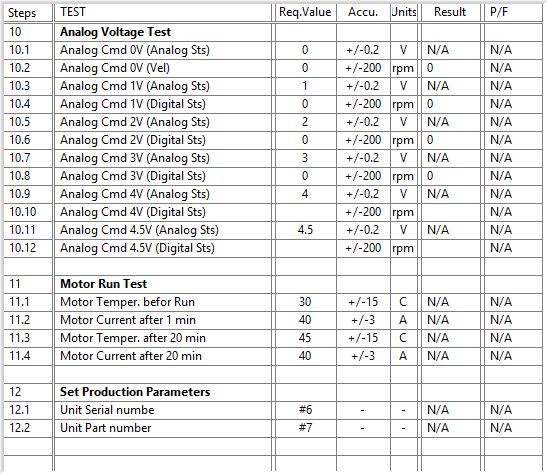 Steps TEST Req.Value Accu. Units Result P/F
10 Analog Voltage Test
10.1 Analog Cmd 0V (Analog Sts) 0 +/-0.2 V N/A N/A
10.2 Analog Cmd 0V (Vel) 0 +/-200 rpm 0 N/A
10.3 Analog Cmd 1V (Analog Sts) 1 +/-0.2 V N/A N/A
10.4 Analog Cmd 1V (Digital Sts) 0 +/-200 rpm 0 N/A
10.5 Analog Cmd 2V (Analog Sts) 2 +/-0.2 V N/A N/A
10.6 Analog Cmd 2V (Digital Sts) 0 +/-200 rpm 0 N/A
10.7 Analog Cmd 3V (Analog Sts) 3 +/-0.2 V N/A N/A
10.8 Analog Cmd 3V (Digital Sts) 0 +/-200 rpm 0 N/A
10.9 Analog Cmd 4V (Analog Sts) 4 +/-0.2 V N/A N/A
10.10 Analog Cmd 4V (Digital Sts) +/-200 rpm N/A
10.11 Analog Cmd 4.5V (Analog Sts) 4.5 +/-0.2 V N/A N/A
10.12 Analog Cmd 4.5V (Digital Sts) +/-200 rpm N/A
11 Motor Run Test
11.1 Motor Temper. befor Run 30 +/-15 C N/A N/A
11.2 Motor Current after 1 min 40 +/-3 A N/A N/A
11.3 Motor Temper. after 20 min 45 +/-15 C N/A N/A
11.4 Motor Current after 20 min 40 +/-3 A N/A N/A
12 Set Production Parameters
12.1 Unit Serial numbe #6 - - N/A N/A
12.2 Unit Part number #7 - - N/A N/A